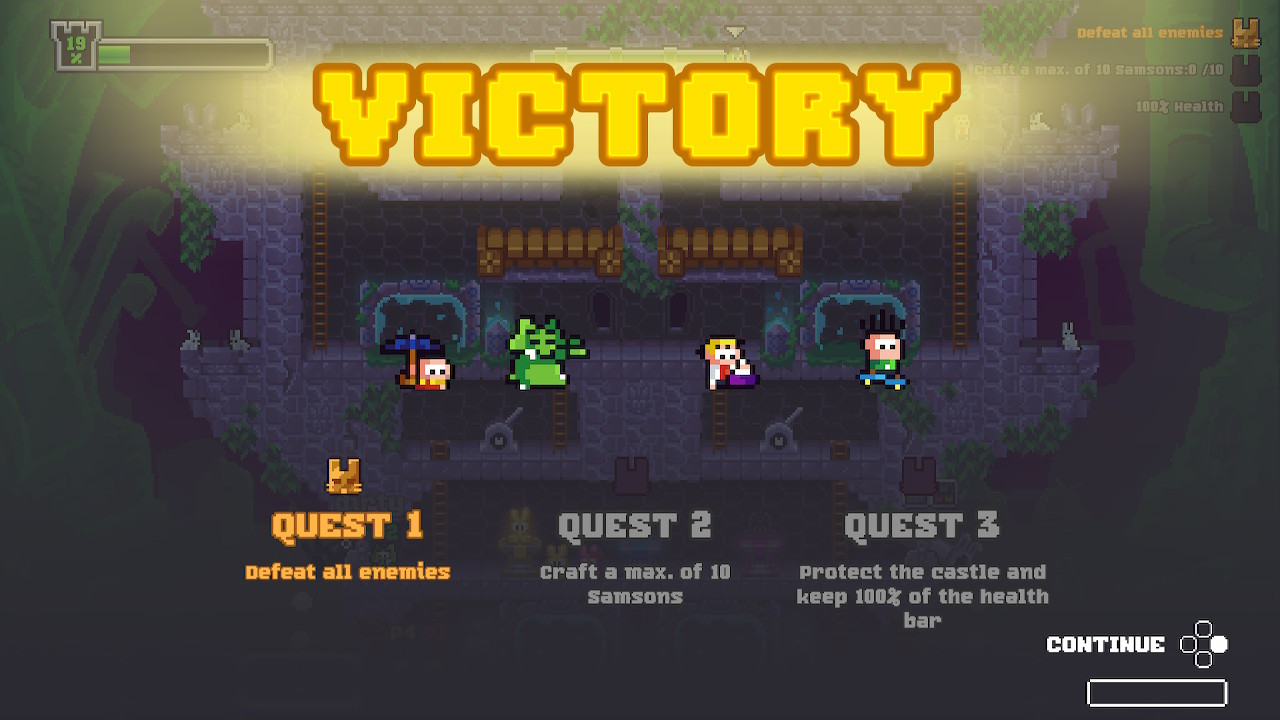 19
%
Defeat all enemies
Craft a max. of 10 Samsons:0 /10
100% Health
VICTORY
QUEST 1
QUEST 2
QUEST 3
Defeat all enemies
Craft a max. of 10
Samsons
Protect the castle and
keep 100% of the health
bar
CONTINUE